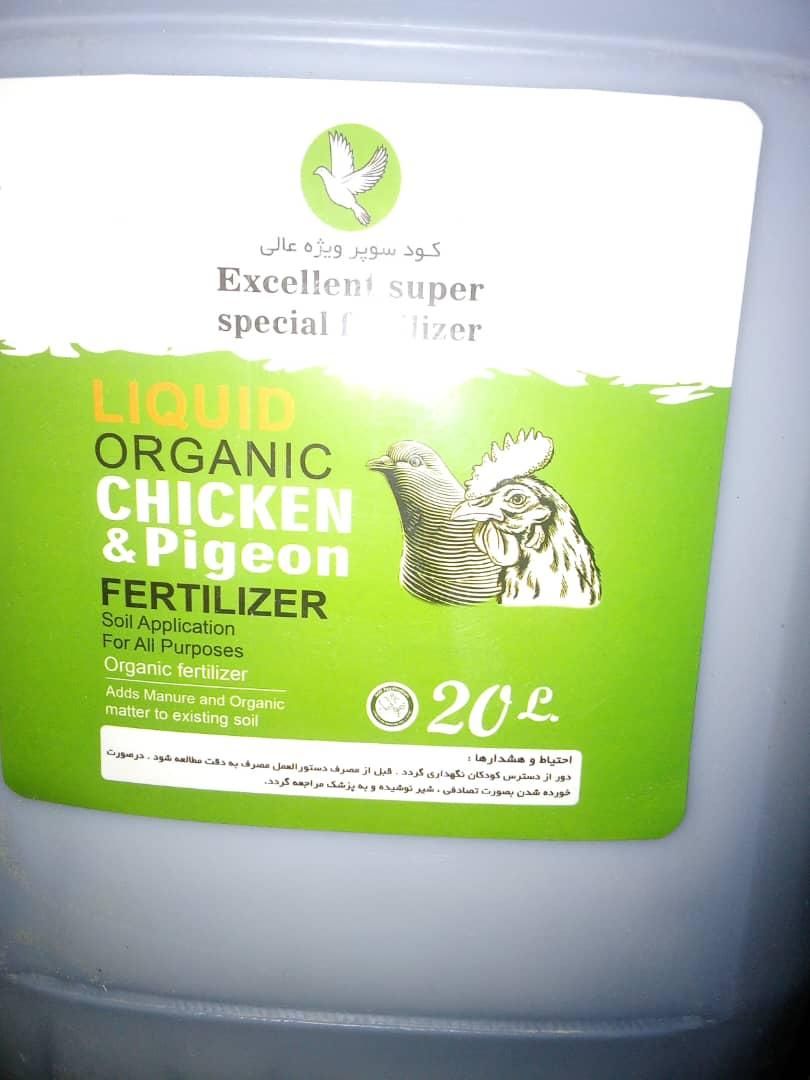 کود سوپر ویژه عالی
Excellent super
special
LIQUID
ORGANIC
CHICKEN
& Pigeon
FERTILIZER
Soil Application
For All Purposes
Organic fertilizer
Adds Manure and Organic
matter to existing soil
20 L.
احتیاط و هشدارها :
دور از دسترس کودکان نگهداری گردد . قبل از مصرف دستورالعمل مصرف به دقت مطالعه شود . درصورت
خورده شدن بصورت تصادفی ، شیر نوشیده و به پزشک مراجعه گردد.